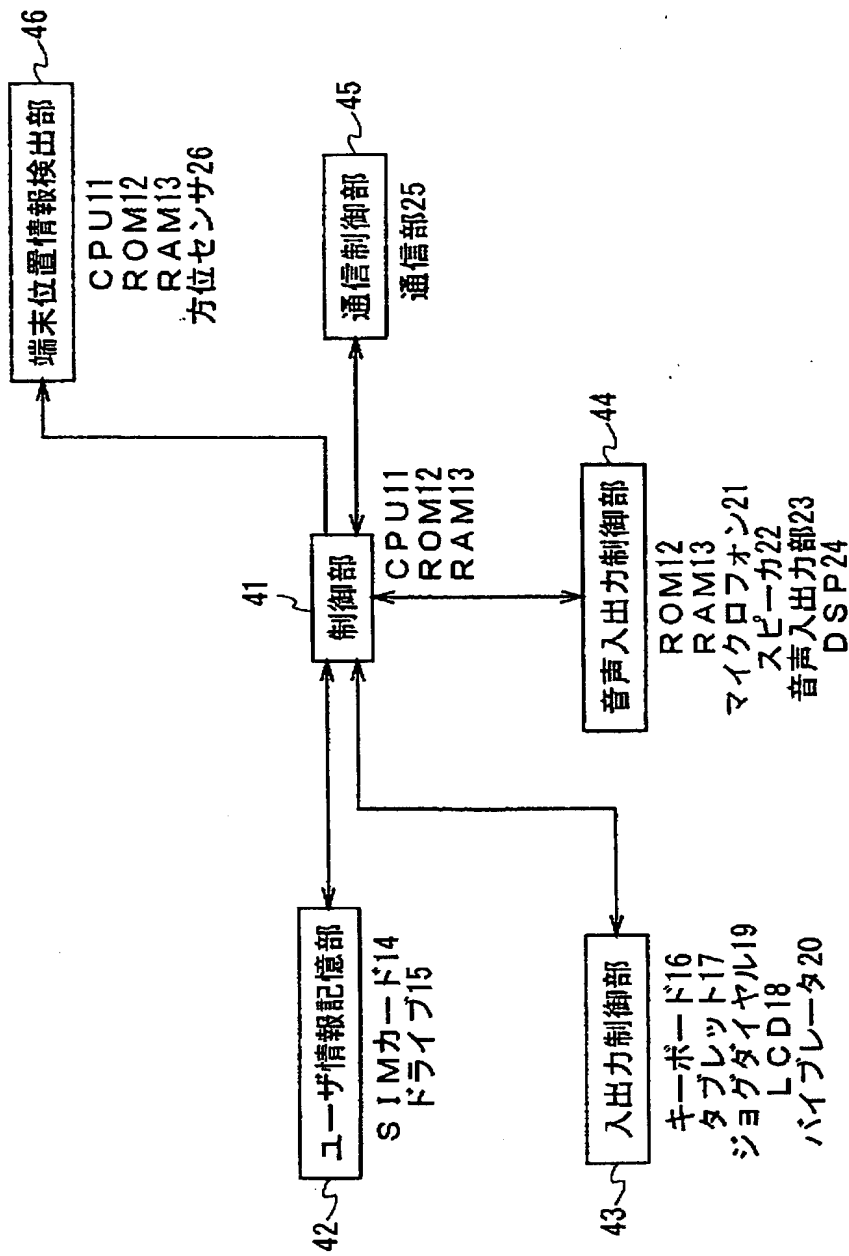 42
ユーザ情報記憶部
SIMカード14
ドライブ15
43
入出力制御部
キーボード16
タブレット17
ジョグダイヤル19
LCD18
バイブレータ20
41
制御部
CPU11
ROM12
RAM13
音声入出力制御部
44
ROM12
RAM13
マイクロフォン21
スピーカ22
音声入出力部23
DSP24
通信制御部
45
通信部25
端末位置情報検出部
46
CPU11
ROM12
RAM13
方位センサ26